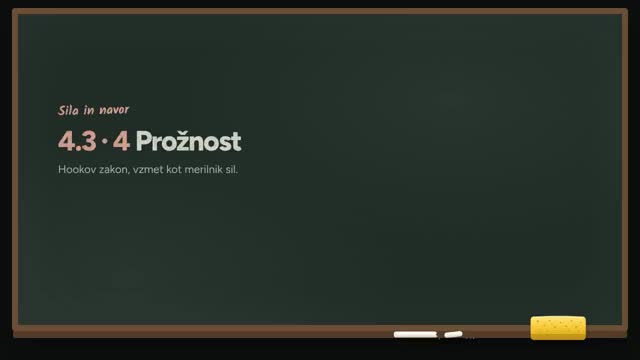 Sila in navor
4.3 · 4 Prožnost
Hookov zakon, vzmet kot merilnik sil.